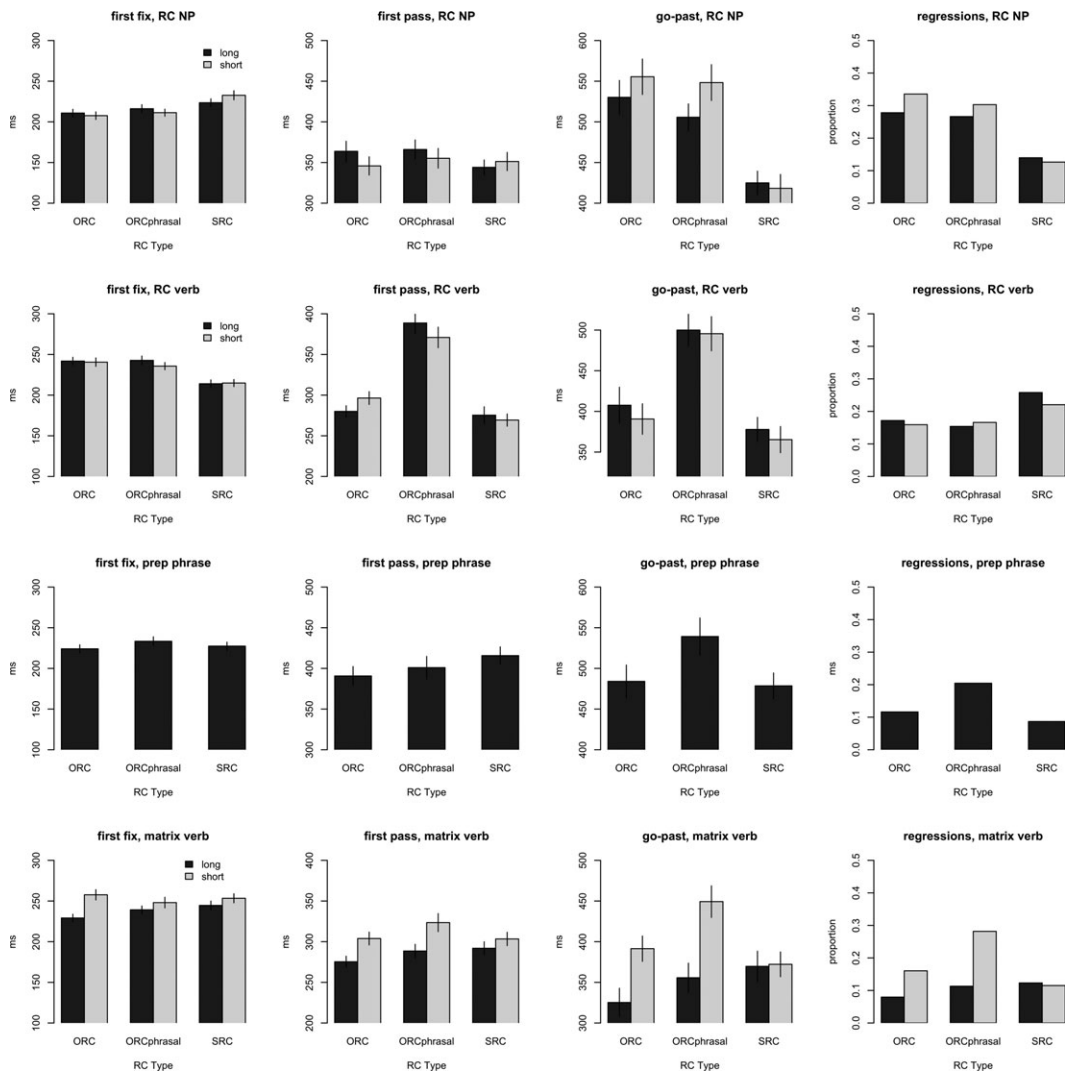 first fix, RC NP
first pass, RC NP
go-past, RC NP
regressions, RC NP
ms
300
250
200
150
100
long
short
ORC
ORCphrasal
SRC
RC Type
ms
500
450
400
350
300
ORC
ORCphrasal
SRC
RC Type
ms
600
550
500
450
400
ORC
ORCphrasal
SRC
RC Type
proportion
0.5
0.4
0.3
0.2
0.1
0.0
ORC
ORCphrasal
SRC
RC Type
first fix, RC verb
first pass, RC verb
go-past, RC verb
regressions, RC verb
ms
300
250
200
150
100
long
short
ORC
ORCphrasal
SRC
RC Type
ms
400
350
300
250
200
ORC
ORCphrasal
SRC
RC Type
ms
500
450
400
350
ORC
ORCphrasal
SRC
RC Type
proportion
0.5
0.4
0.3
0.2
0.1
0.0
ORC
ORCphrasal
SRC
RC Type
first fix, prep phrase
first pass, prep phrase
go-past, prep phrase
regressions, prep phrase
ms
300
250
200
150
100
ORC
ORCphrasal
SRC
RC Type
ms
500
450
400
350
300
ORC
ORCphrasal
SRC
RC Type
ms
600
550
500
450
400
ORC
ORCphrasal
SRC
RC Type
ms
0.5
0.4
0.3
0.2
0.1
0.0
ORC
ORCphrasal
SRC
RC Type
first fix, matrix verb
first pass, matrix verb
go-past, matrix verb
regressions, matrix verb
ms
300
250
200
150
100
long
short
ORC
ORCphrasal
SRC
RC Type
ms
400
350
300
250
200
ORC
ORCphrasal
SRC
RC Type
ms
500
450
400
350
300
ORC
ORCphrasal
SRC
RC Type
proportion
0.5
0.4
0.3
0.2
0.1
0.0
ORC
ORCphrasal
SRC
RC Type